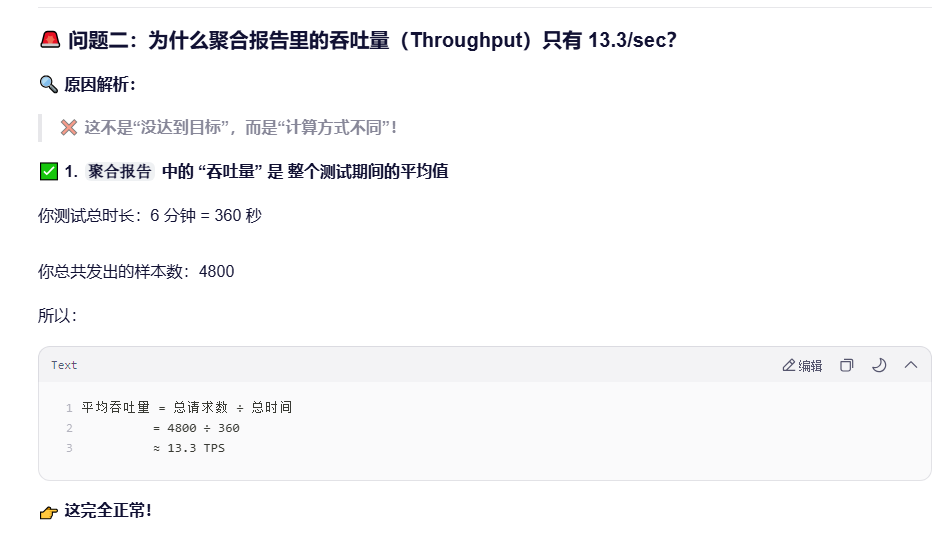 🚨 问题二：为什么聚合报告里的吞吐量（Throughput）只有 13.3/sec？
🔍 原因解析：
❌ 这不是“没达到目标”，而是“计算方式不同”！
✅ 1. 聚合报告 中的 “吞吐量” 是 整个测试期间的平均值
你测试总时长：6 分钟 = 360 秒
你总共发出的样本数：4800
所以：
Text 编辑
1 平均吞吐量 = 总请求数 ÷ 总时间
2 = 4800 ÷ 360
3 ≈ 13.3 TPS
👉 这完全正常！